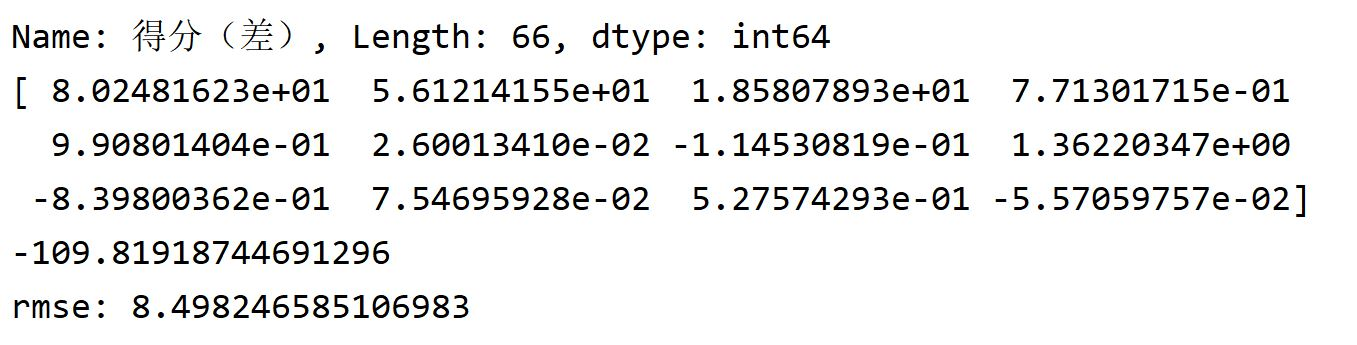 Name: 得分（差）, Length: 66, dtype: int64
[ 8.02481623e+01  5.61214155e+01  1.85807893e+01  7.71301715e-01
  9.90801404e-01  2.60013410e-02 -1.14530819e-01  1.36220347e+00
 -8.39800362e-01  7.54695928e-02  5.27574293e-01 -5.57059757e-02]
-109.81918744691296
rmse: 8.498246585106983